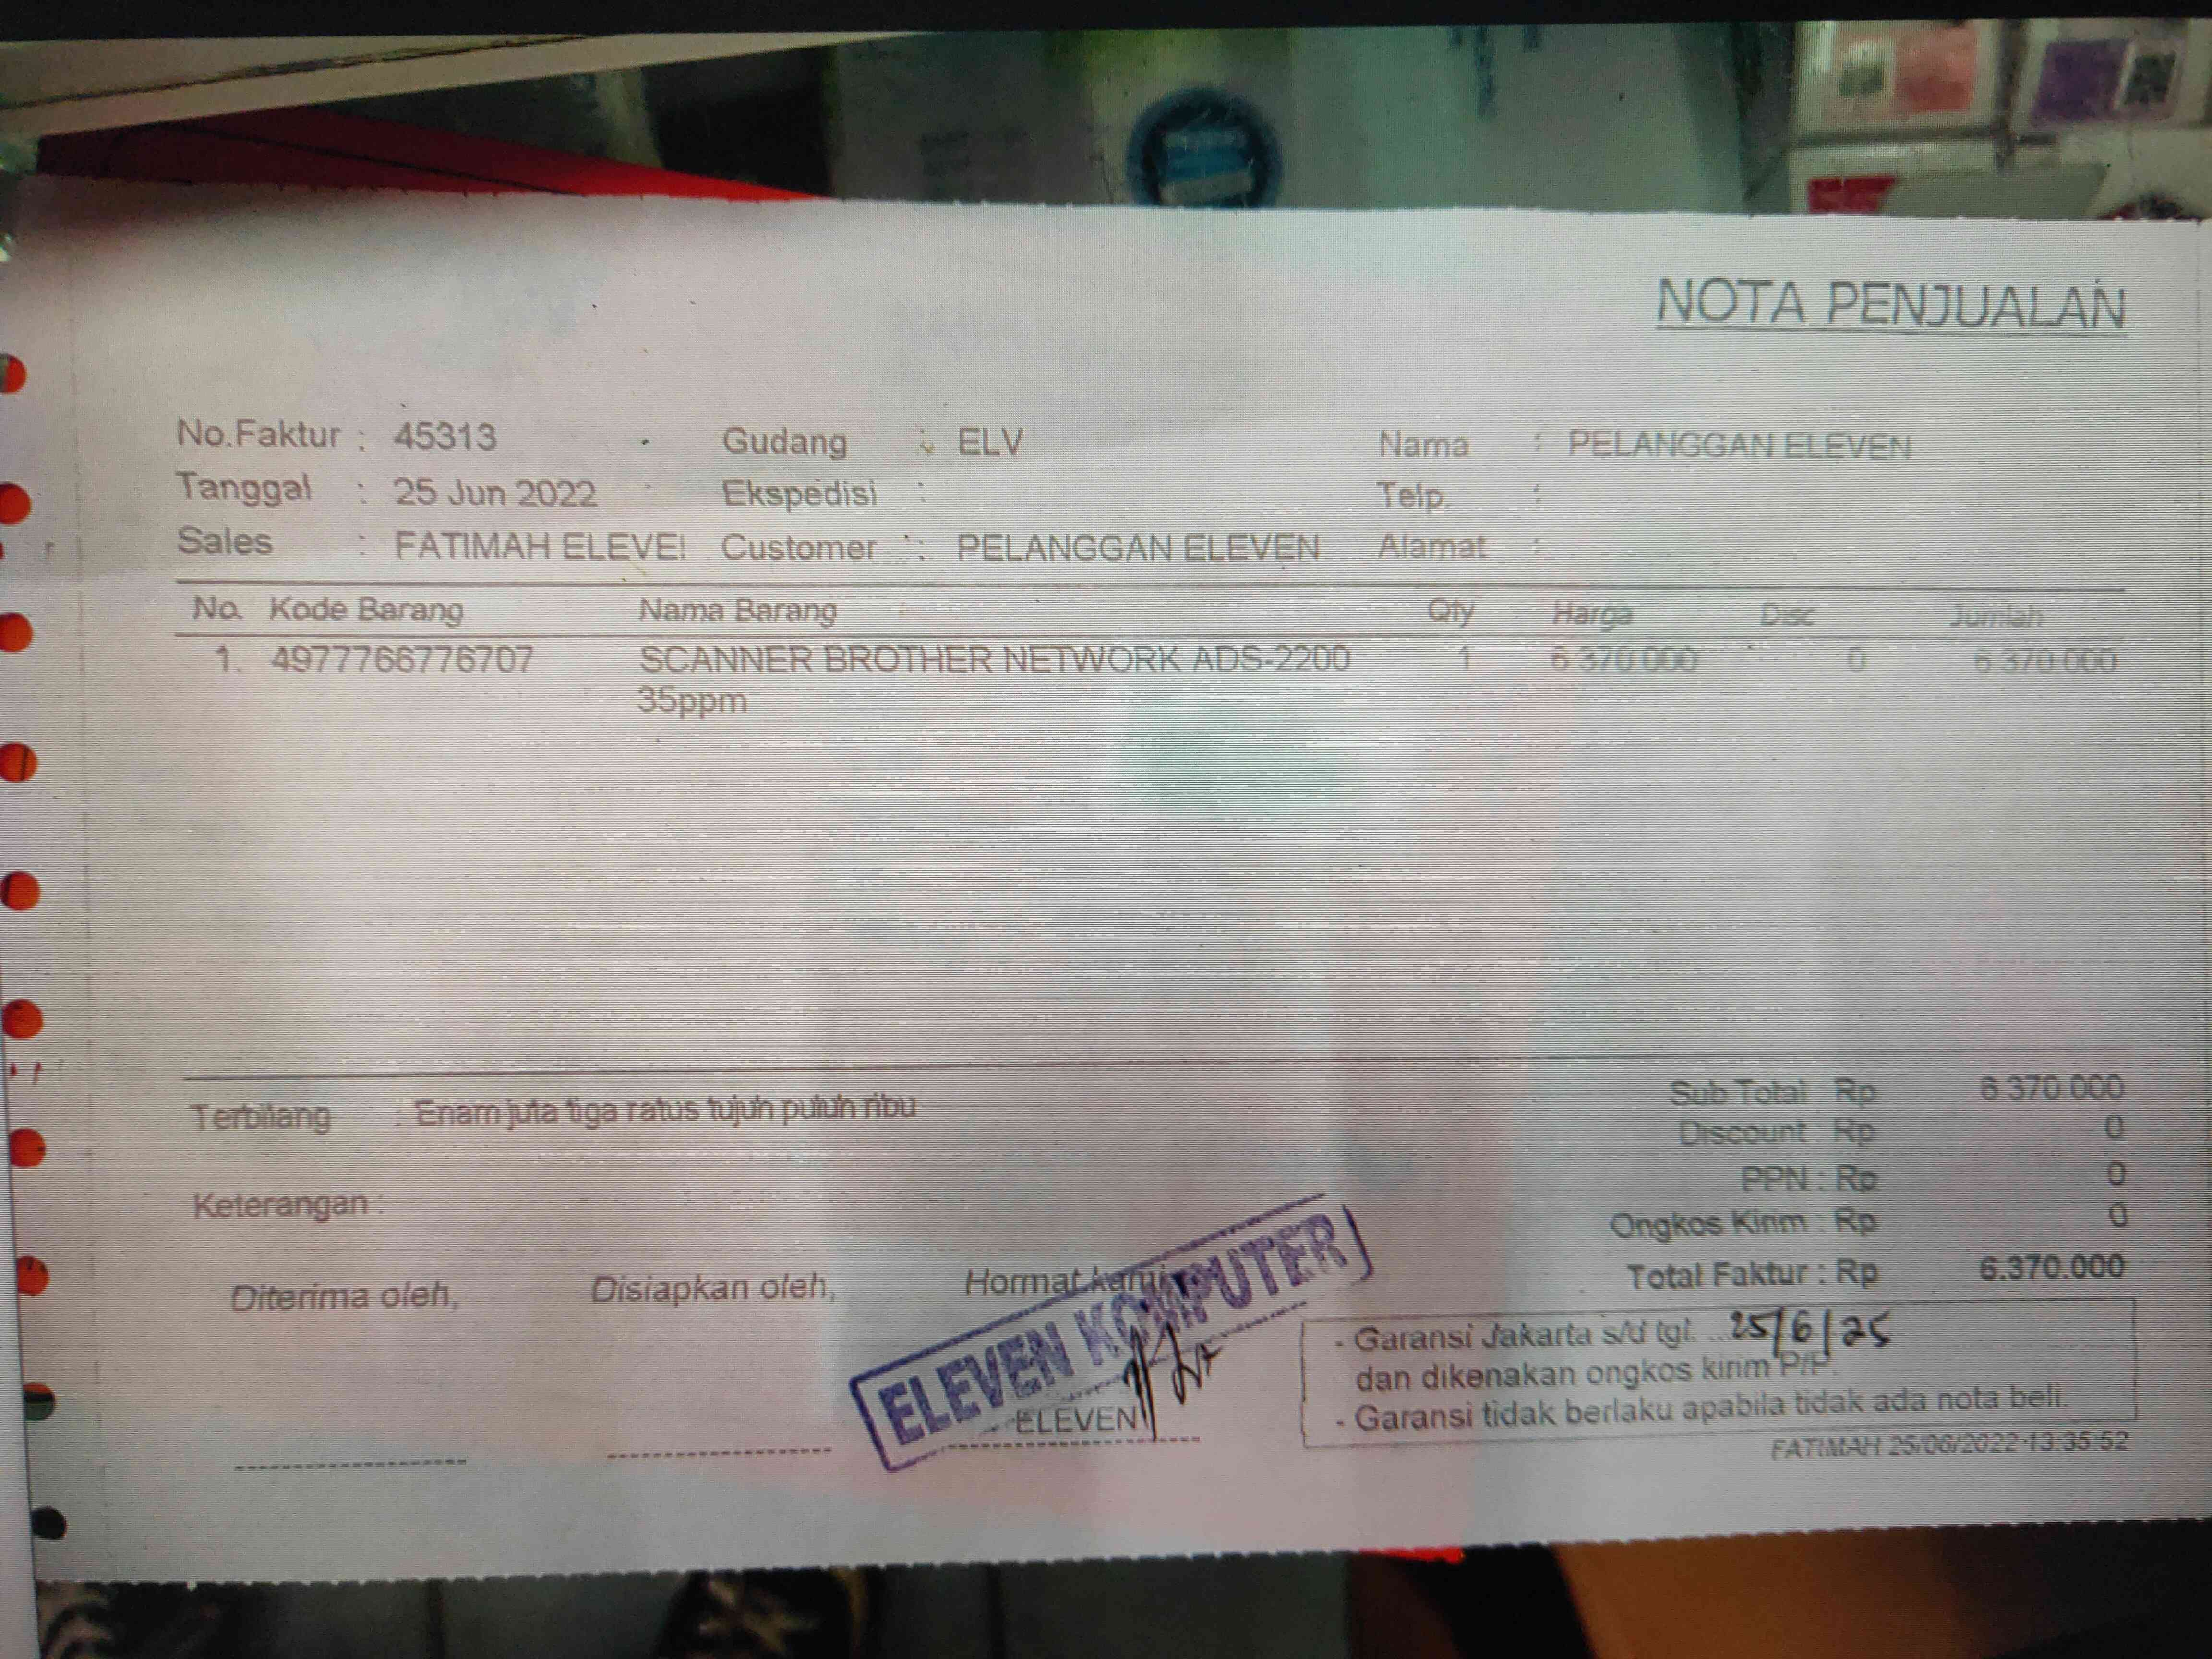 NOTA PENJUALAN
No.Faktur : 45313 Gudang : ELV Nama : PELANGGAN ELEVEN
Tanggal : 25 Jun 2022 Ekspedisi : Telp. :
Sales : FATIMAH ELEVE Customer : PELANGGAN ELEVEN Alamat :
No. Kode Barang Nama Barang Qty Harga Disc Jumlah
1. 4977766776707 SCANNER BROTHER NETWORK ADS-2200 1 6.370.000 0 6.370.000
35ppm
Terbilang : Enam juta tiga ratus tujuh puluh ribu
Sub Total : Rp 6.370.000
Discount : Rp 0
PPN : Rp 0
Keterangan :
Ongkos Kirim : Rp 0
Total Faktur : Rp 6.370.000
Diterima oleh, Disiapkan oleh, Hormat kami
ELEVEN KOMPUTER
ELEVEN
- Garansi Jakarta s/d tgl. ...25/6/25
dan dikenakan ongkos kirim P/P.
- Garansi tidak berlaku apabila tidak ada nota beli.
FATIMAH 25/06/2022 13:35:52